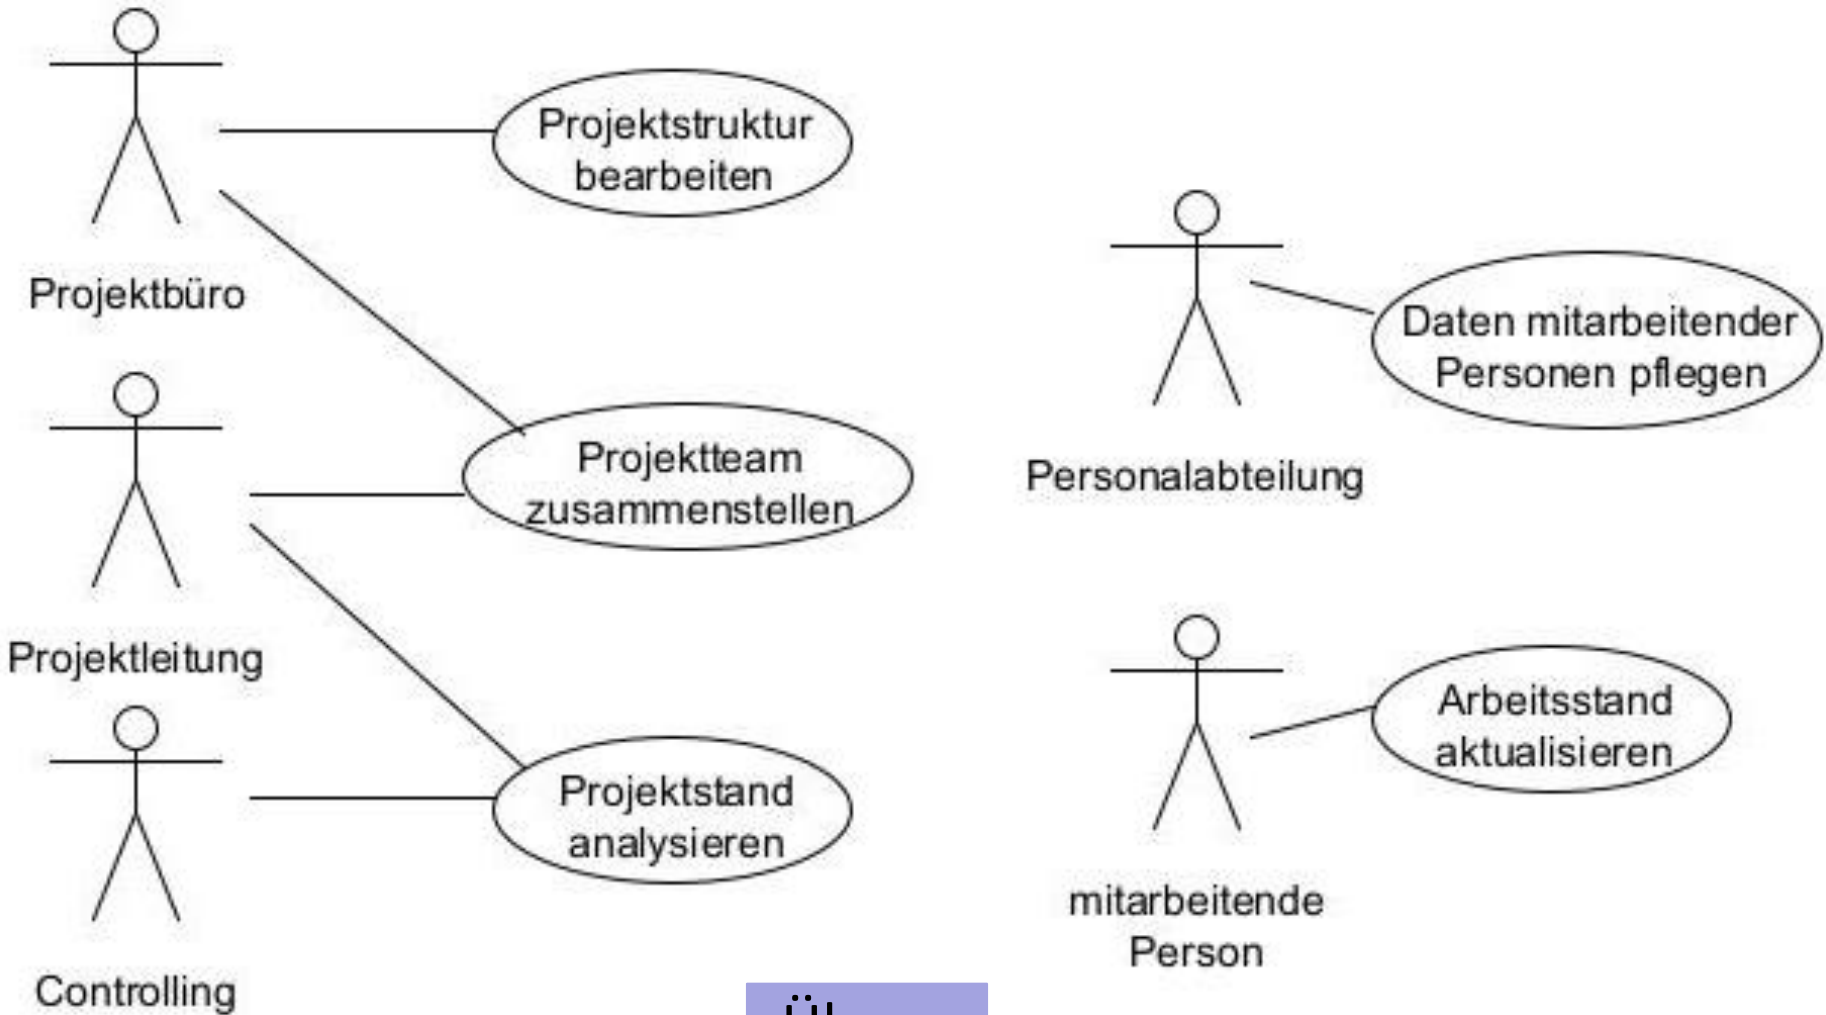 Projektstruktur
bearbeiten
Projektbüro
Projektteam
zusammenstellen
Projektleitung
Projektstand
analysieren
Controlling
Daten mitarbeitender
Personen pflegen
Personalabteilung
Arbeitsstand
aktualisieren
mitarbeitende
Person